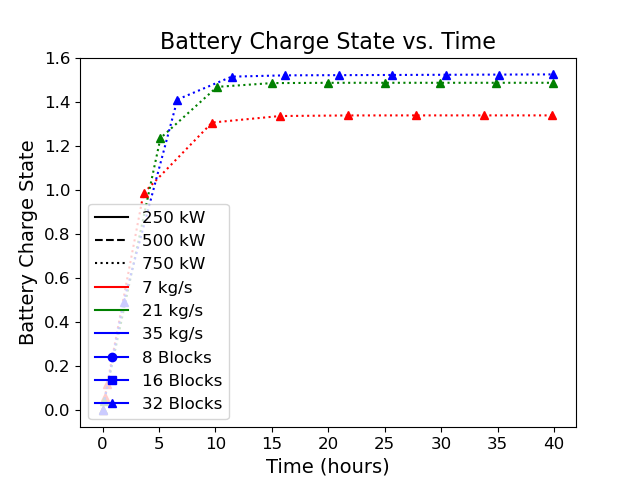 Battery Charge State vs. Time
Battery Charge State
1.6
1.4
1.2
1.0
0.8
0.6
0.4
0.2
0.0
250 kW
500 kW
750 kW
7 kg/s
21 kg/s
35 kg/s
8 Blocks
16 Blocks
32 Blocks
0 5 10 15 20 25 30 35 40
Time (hours)